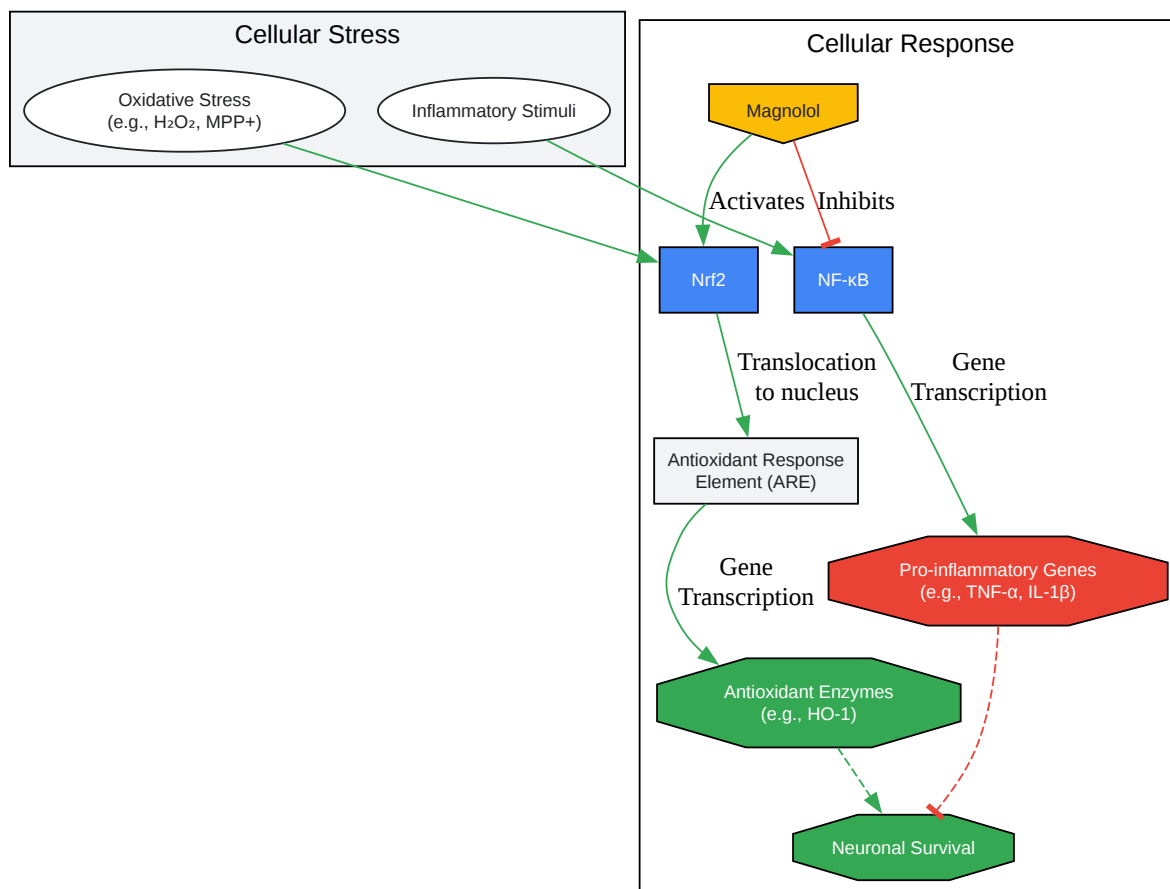 Cellular Stress
Oxidative Stress
(e.g., H₂O₂, MPP+)
Inflammatory Stimuli
Cellular Response
Magnolol
Activates
Inhibits
Nrf2
NF-κB
Translocation
to nucleus
Gene
Transcription
Antioxidant Response
Element (ARE)
Gene
Transcription
Pro-inflammatory Genes
(e.g., TNF-α, IL-1β)
Antioxidant Enzymes
(e.g., HO-1)
Neuronal Survival